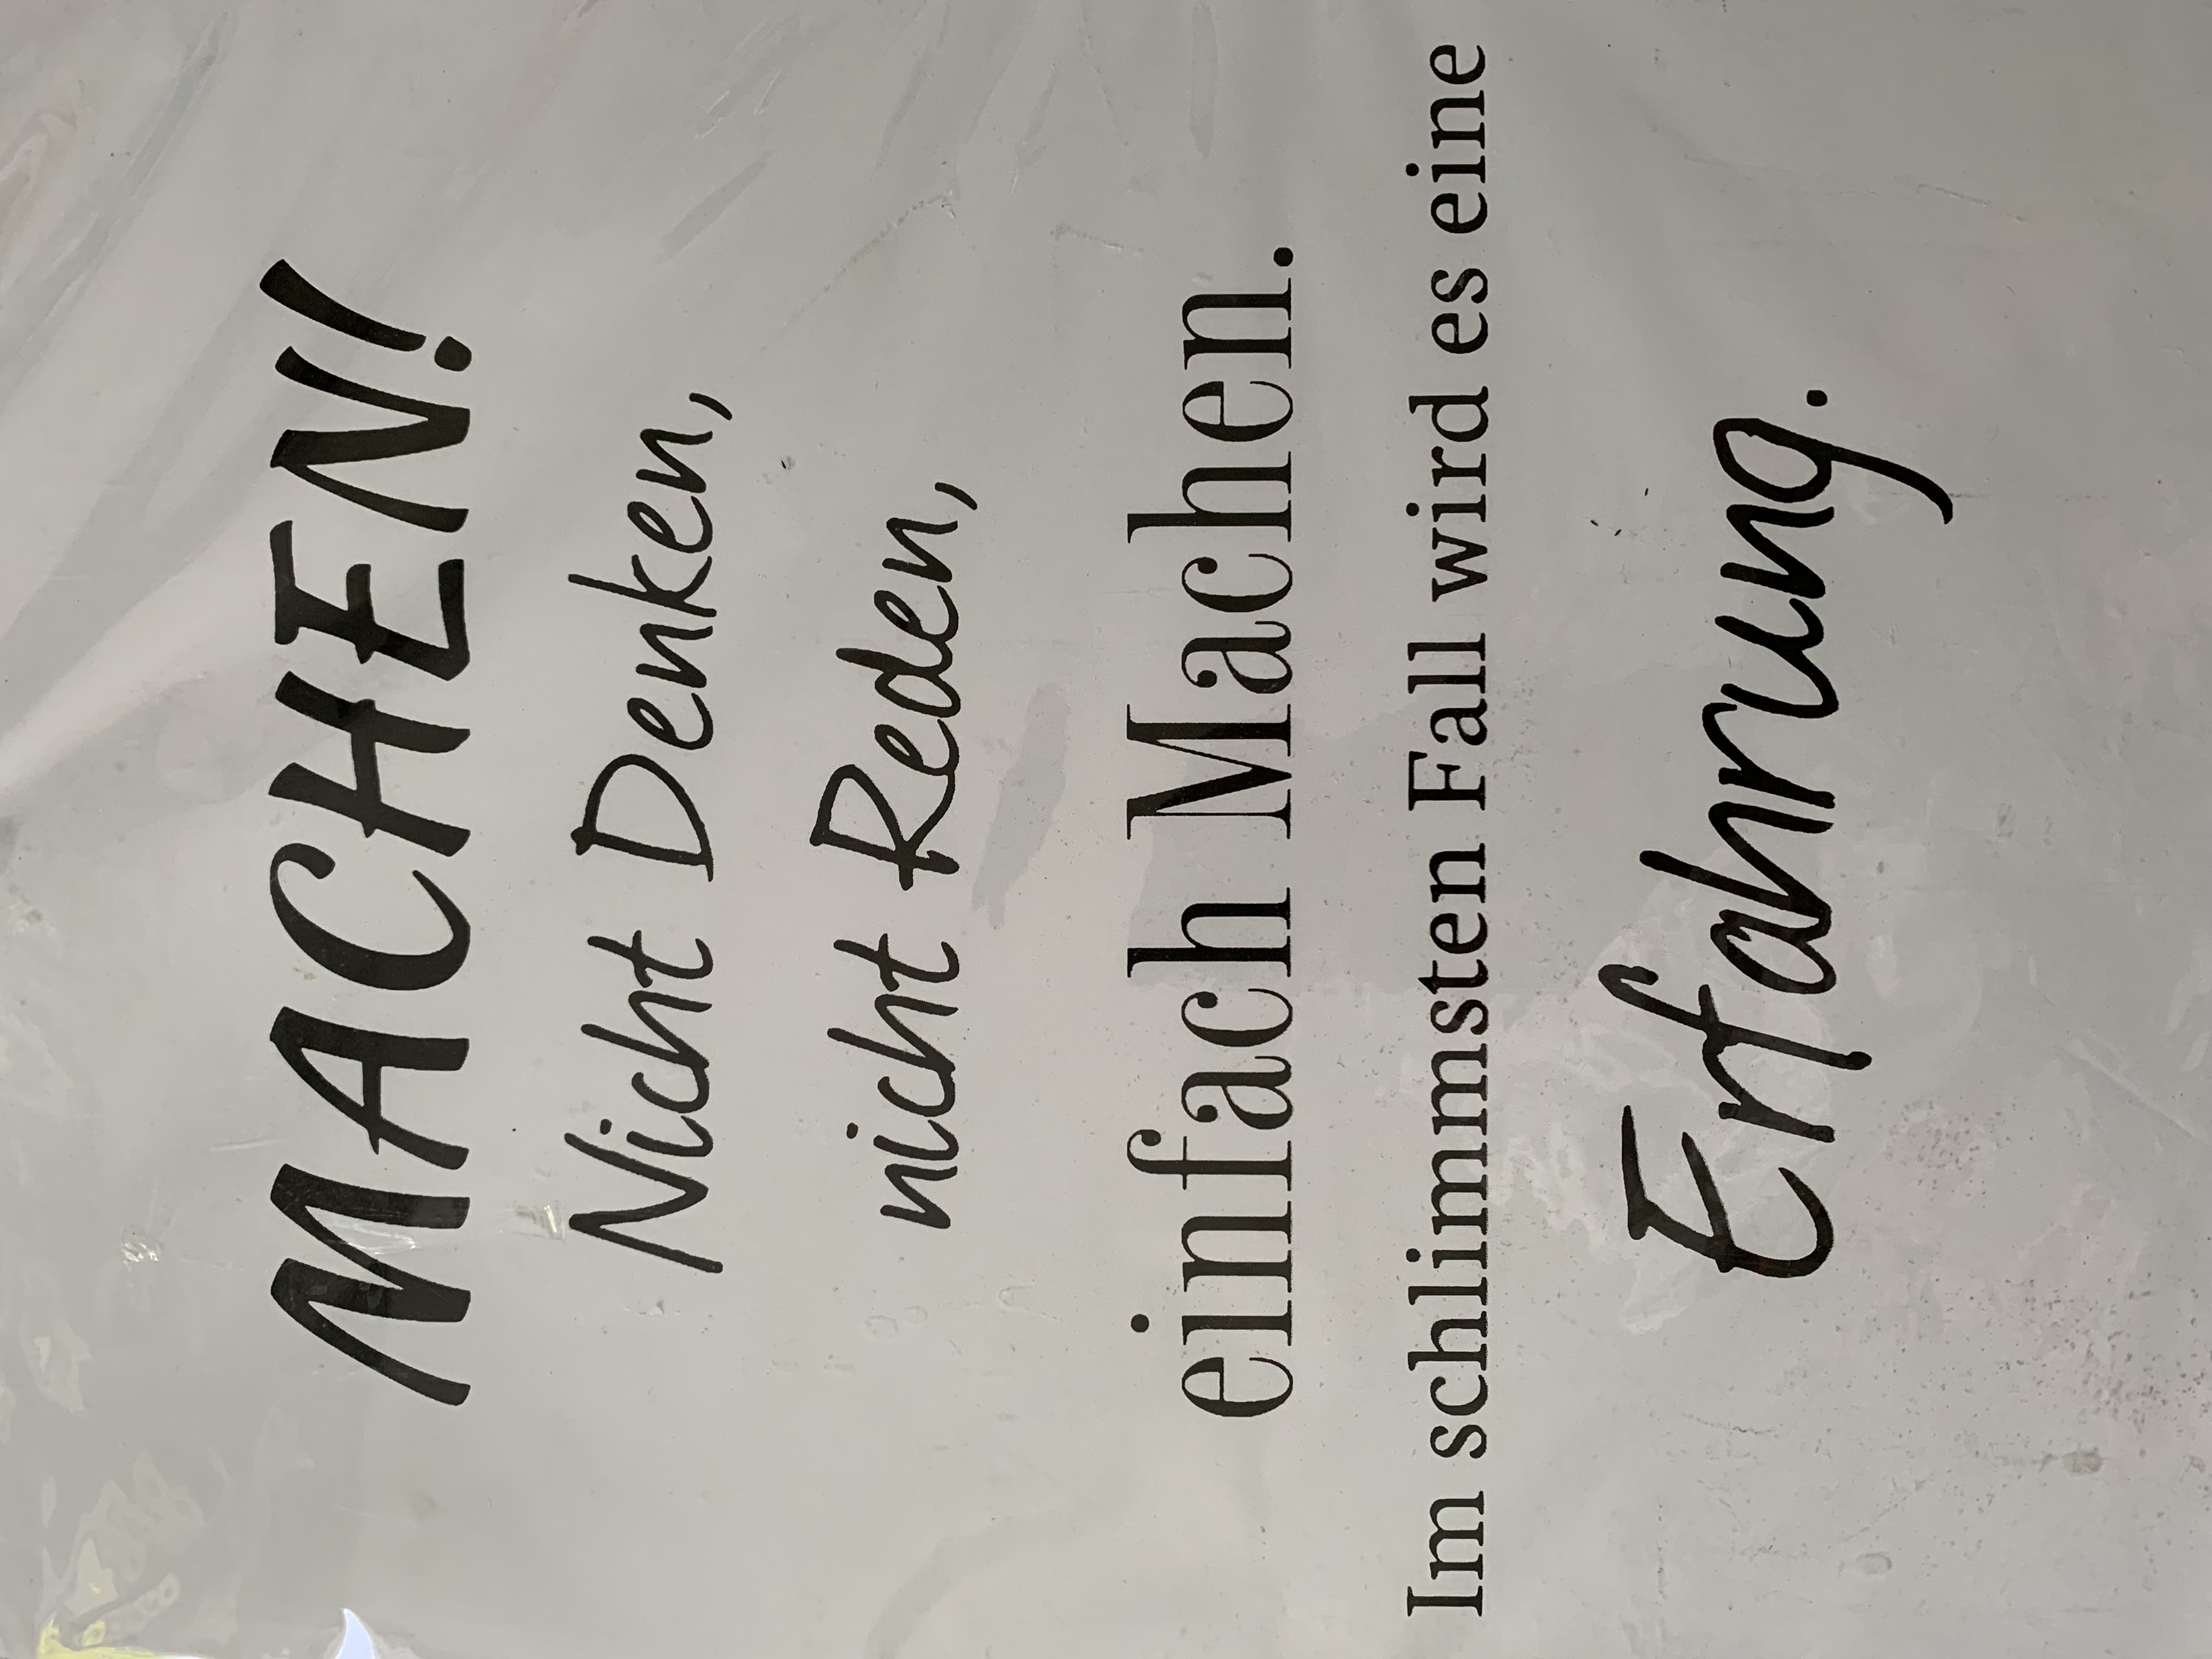 MACHEN!
Nicht Denken,
nicht Reden,
einfach Machen.
Im schlimmsten Fall wird es eine
Erfahrung.